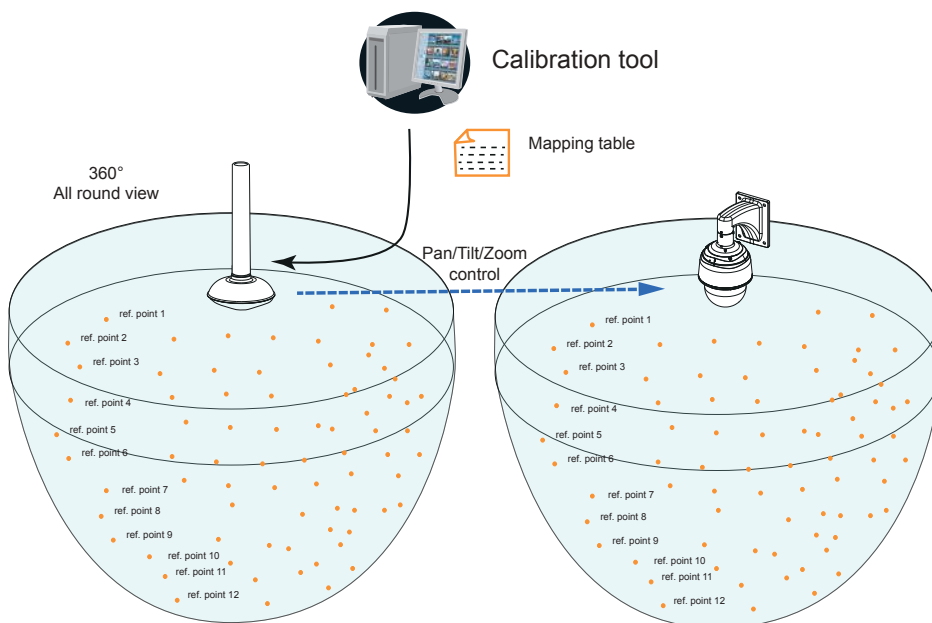 Calibration tool
Mapping table
360°
All round view
Pan/Tilt/Zoom
control
ref. point 1
ref. point 2
ref. point 3
ref. point 4
ref. point 5
ref. point 6
ref. point 7
ref. point 8
ref. point 9
ref. point 10
ref. point 11
ref. point 12
ref. point 1
ref. point 2
ref. point 3
ref. point 4
ref. point 5
ref. point 6
ref. point 7
ref. point 8
ref. point 9
ref. point 10
ref. point 11
ref. point 12